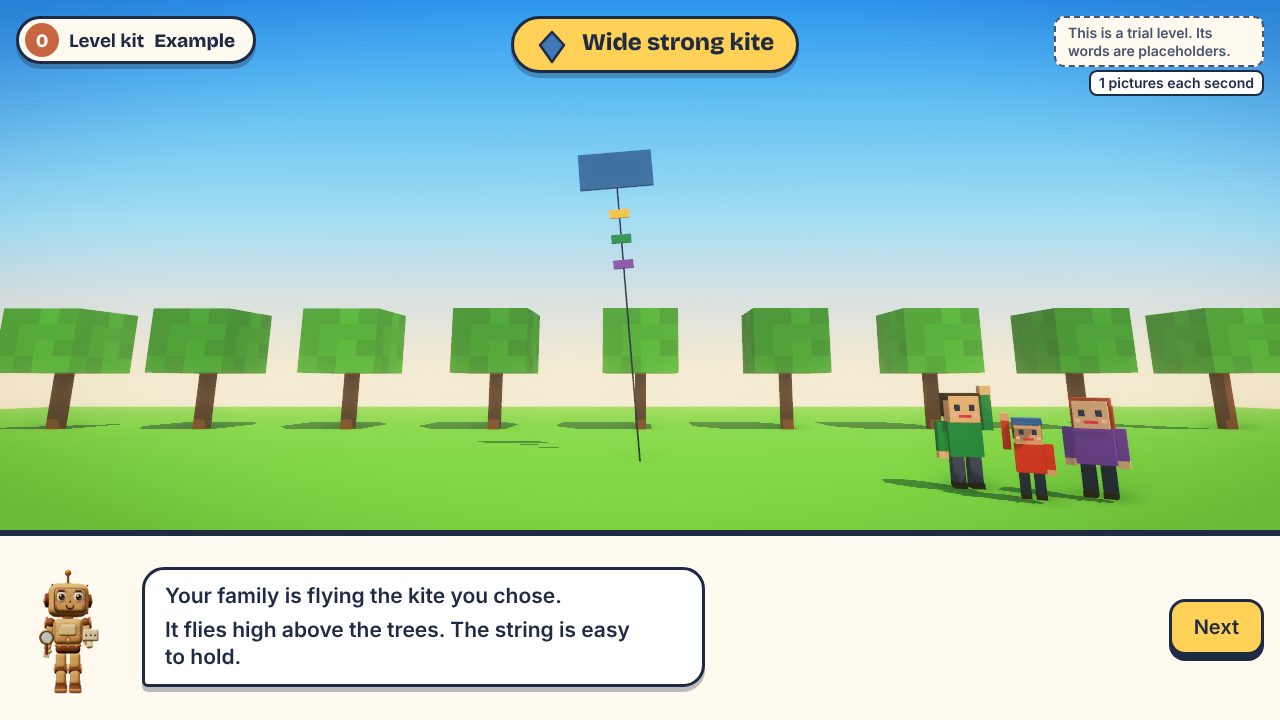 0 Level kit Example
Wide strong kite
This is a trial level. Its
words are placeholders.
1 pictures each second
Your family is flying the kite you chose.
It flies high above the trees. The string is easy
to hold.
Next